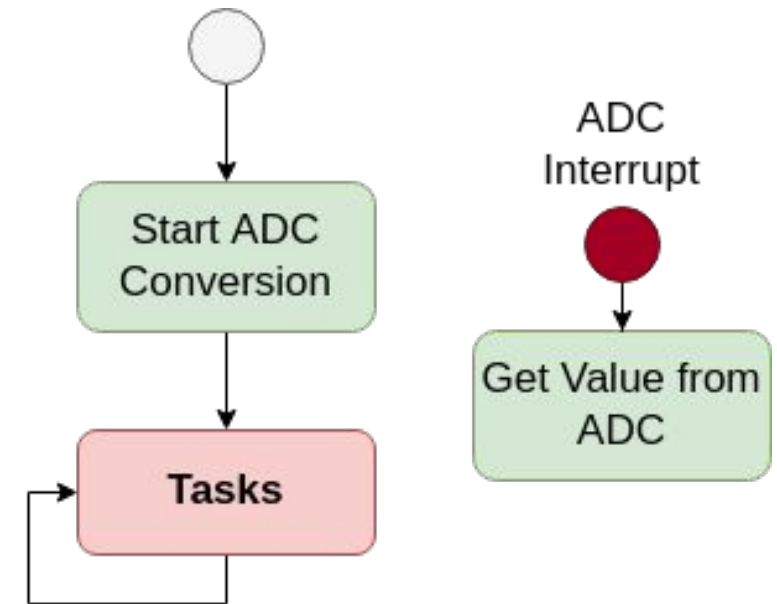 Start ADC
Conversion
Tasks
ADC
Interrupt
Get Value from
ADC